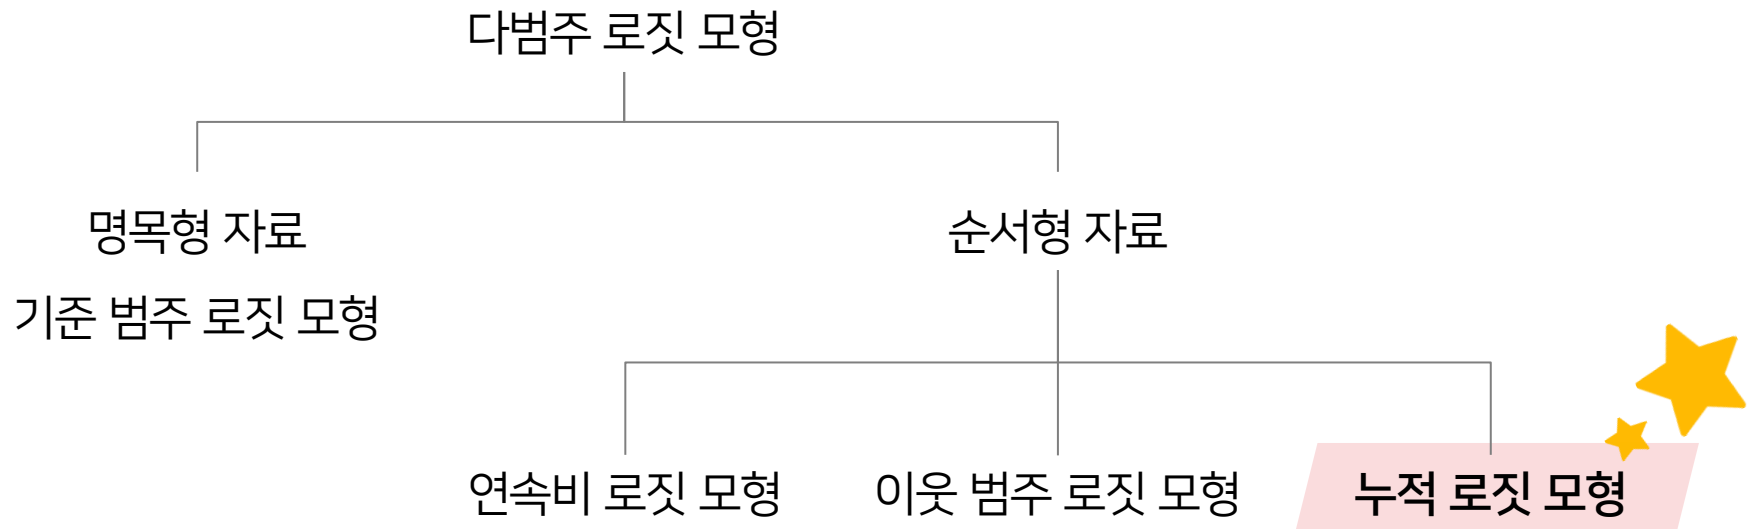 다범주 로짓 모형
명목형 자료
순서형 자료
기준 범주 로짓 모형
연속비 로짓 모형
이웃 범주 로짓 모형
누적 로짓 모형